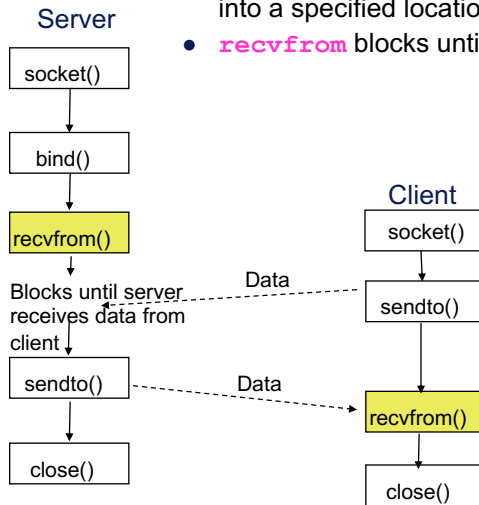 into a specified locatio
Server
• recvfrom blocks unti
socket()
bind()
recvfrom()
Blocks until server
receives data from
client
sendto()
close()
Client
socket()
Data
sendto()
Data
recvfrom()
close()